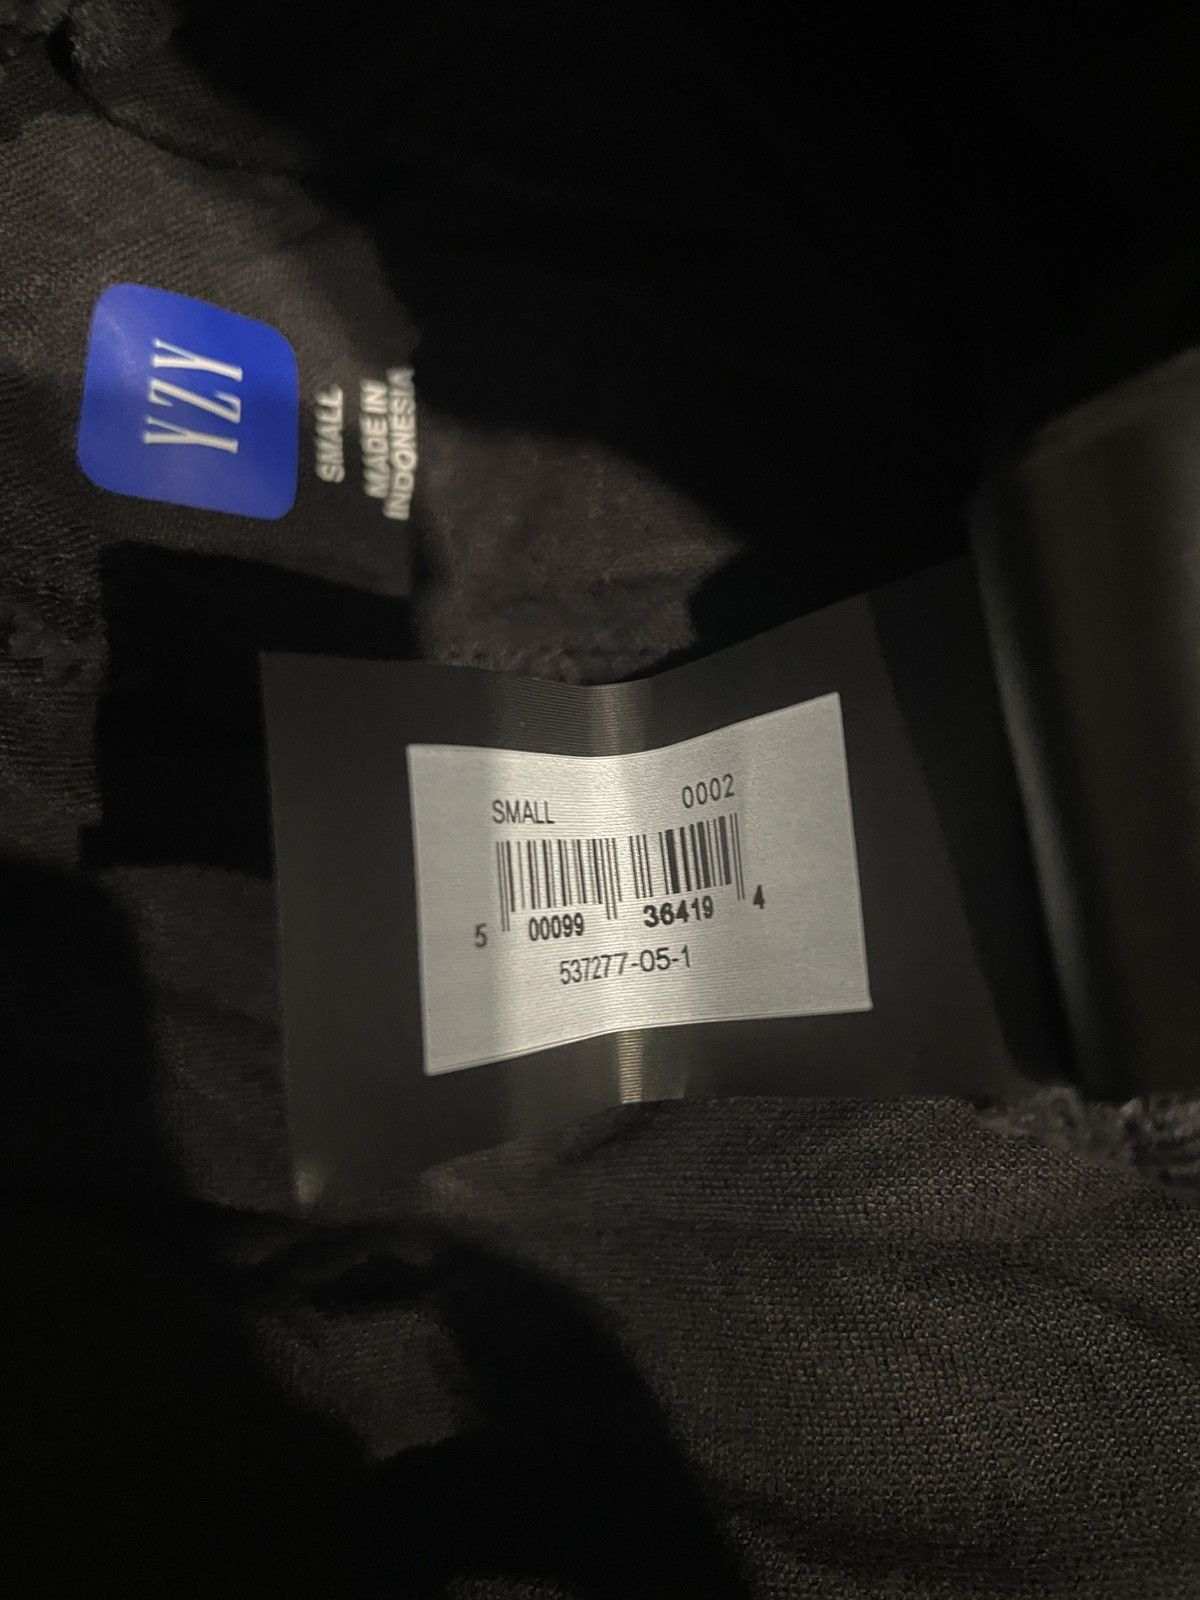 YZY
SMALL
MADE IN
INDONESIA
SMALL 0002
5 00099 36419 4
537277-05-1